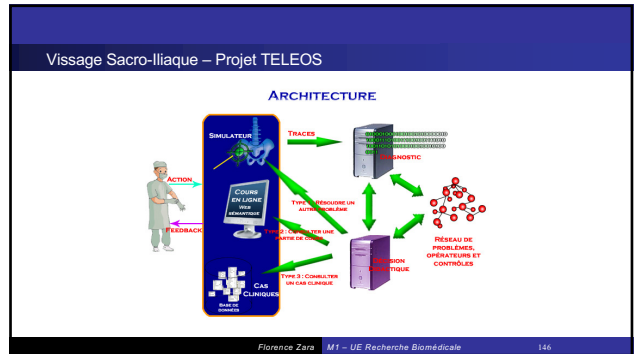 Vissage Sacro-Iliaque – Projet TELEOS
ARCHITECTURE
SIMULATEUR
TRACES
DIAGNOSTIC
ACTION
COURS
EN LIGNE
WEB
SÉMANTIQUE
TYPE 1 : RÉSOUDRE UN
AUTRE PROBLÈME
FEEDBACK
TYPE 2 : CONSULTER UNE
PARTIE DE COURS
DÉCISION
DIDACTIQUE
RÉSEAU DE
PROBLÈMES,
OPÉRATEURS ET
CONTRÔLES
TYPE 3 : CONSULTER
UN CAS CLINIQUE
CAS
CLINIQUES
BASE DE
DONNÉES
Florence Zara M1 – UE Recherche Biomédicale 146